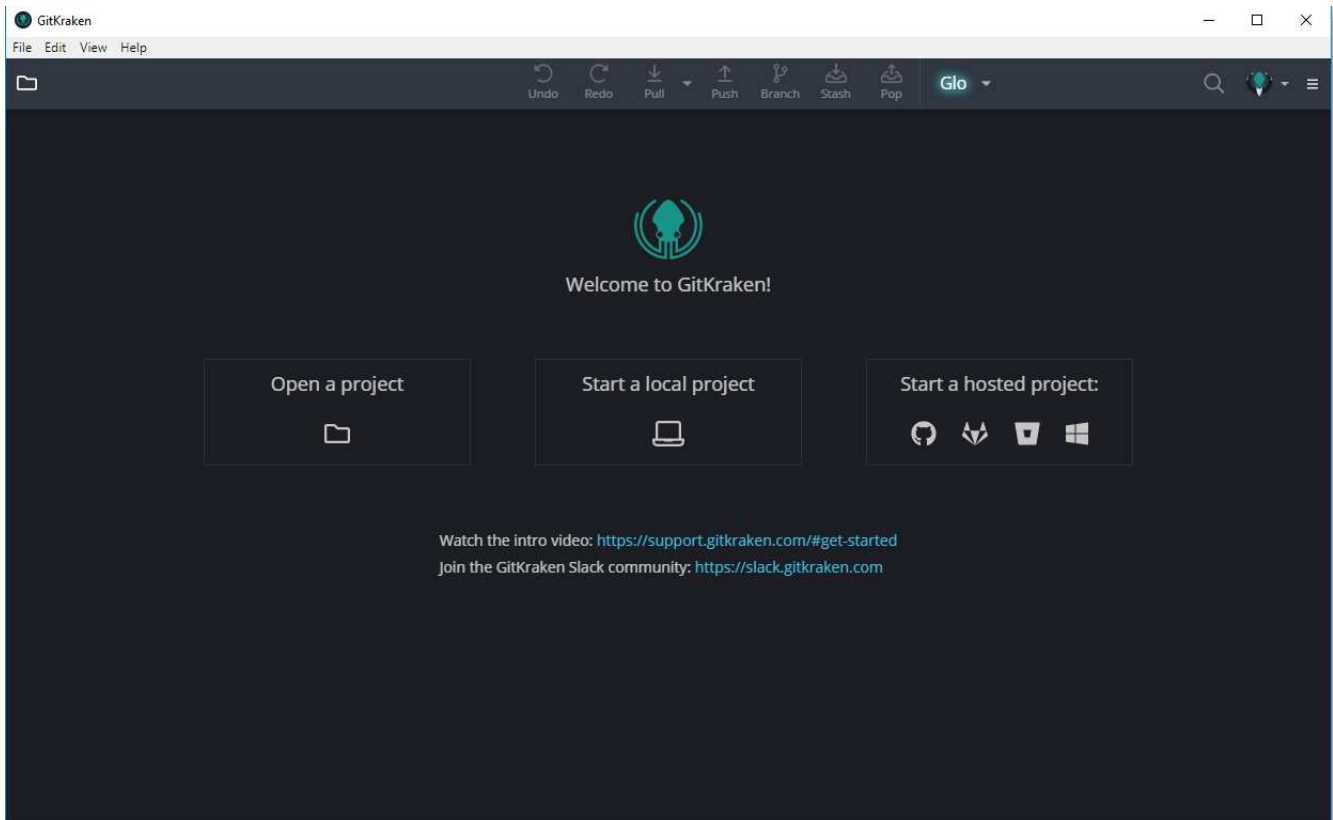 GitKraken
File Edit View Help
Undo Redo Pull Push Branch Stash Pop Glo
Welcome to GitKraken!
Open a project
Start a local project
Start a hosted project:
Watch the intro video: https://support.gitkraken.com/#get-started
Join the GitKraken Slack community: https://slack.gitkraken.com